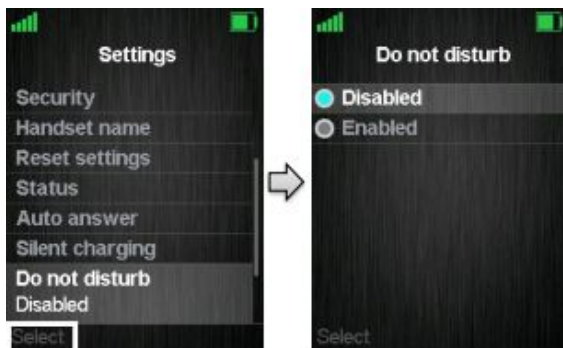 Settings
Security
Handset name
Reset settings
Status
Auto answer
Silent charging
Do not disturb
Disabled
Select
Do not disturb
Disabled
Enabled
Select